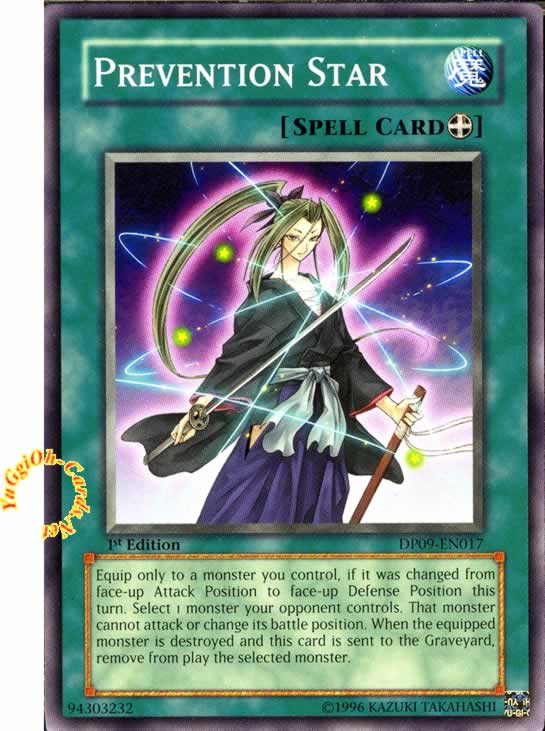 PREVENTION STAR
SPELL
魔
[SPELL CARD]
YuGgiOh-Cards.Net
1st Edition
DP09-EN017
Equip only to a monster you control, if it was changed from
face-up Attack Position to face-up Defense Position this
turn. Select 1 monster your opponent controls. That monster
cannot attack or change its battle position. When the equipped
monster is destroyed and this card is sent to the Graveyard,
remove from play the selected monster.
94303232
©1996 KAZUKI TAKAHASHI